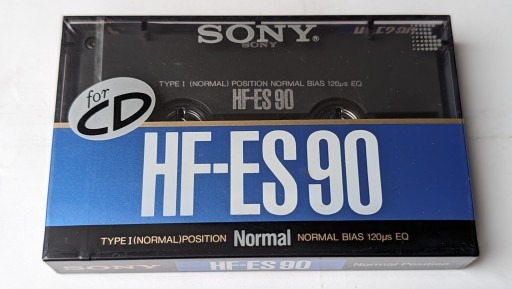 SONY®
SONY
TYPE I (NORMAL) POSITION NORMAL BIAS 120µs EQ
HF-ES 90
for
CD
HF-ES 90
TYPE I (NORMAL) POSITION Normal NORMAL BIAS 120µs EQ
SONY HF-ES 90 Normal Position